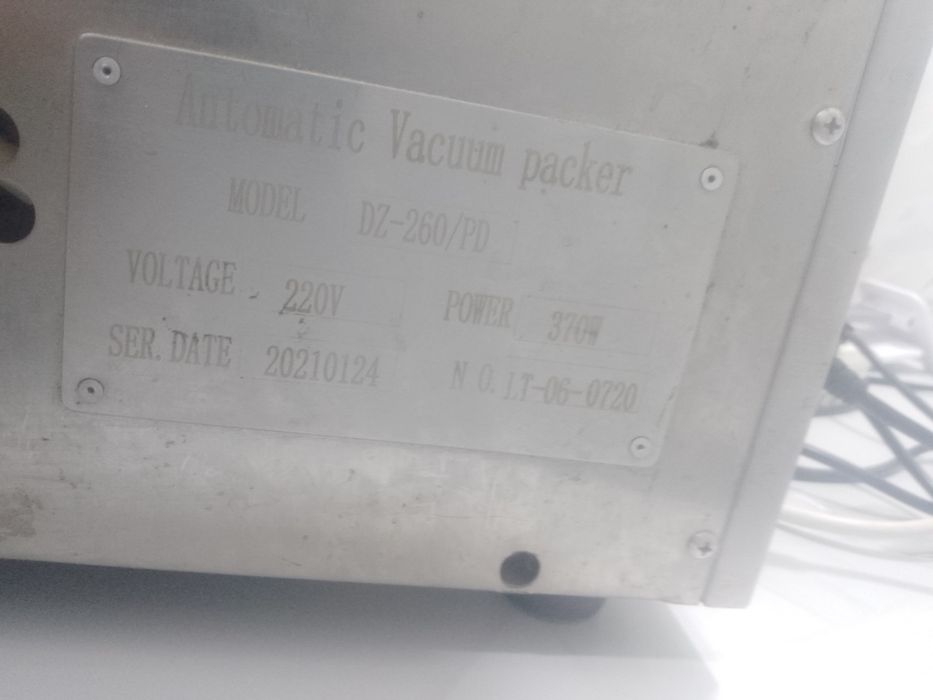 Automatic Vacuum packer
MODEL DZ-260/PD
VOLTAGE 220V POWER 370W
SER. DATE 20210124 N O. LT-06-0720